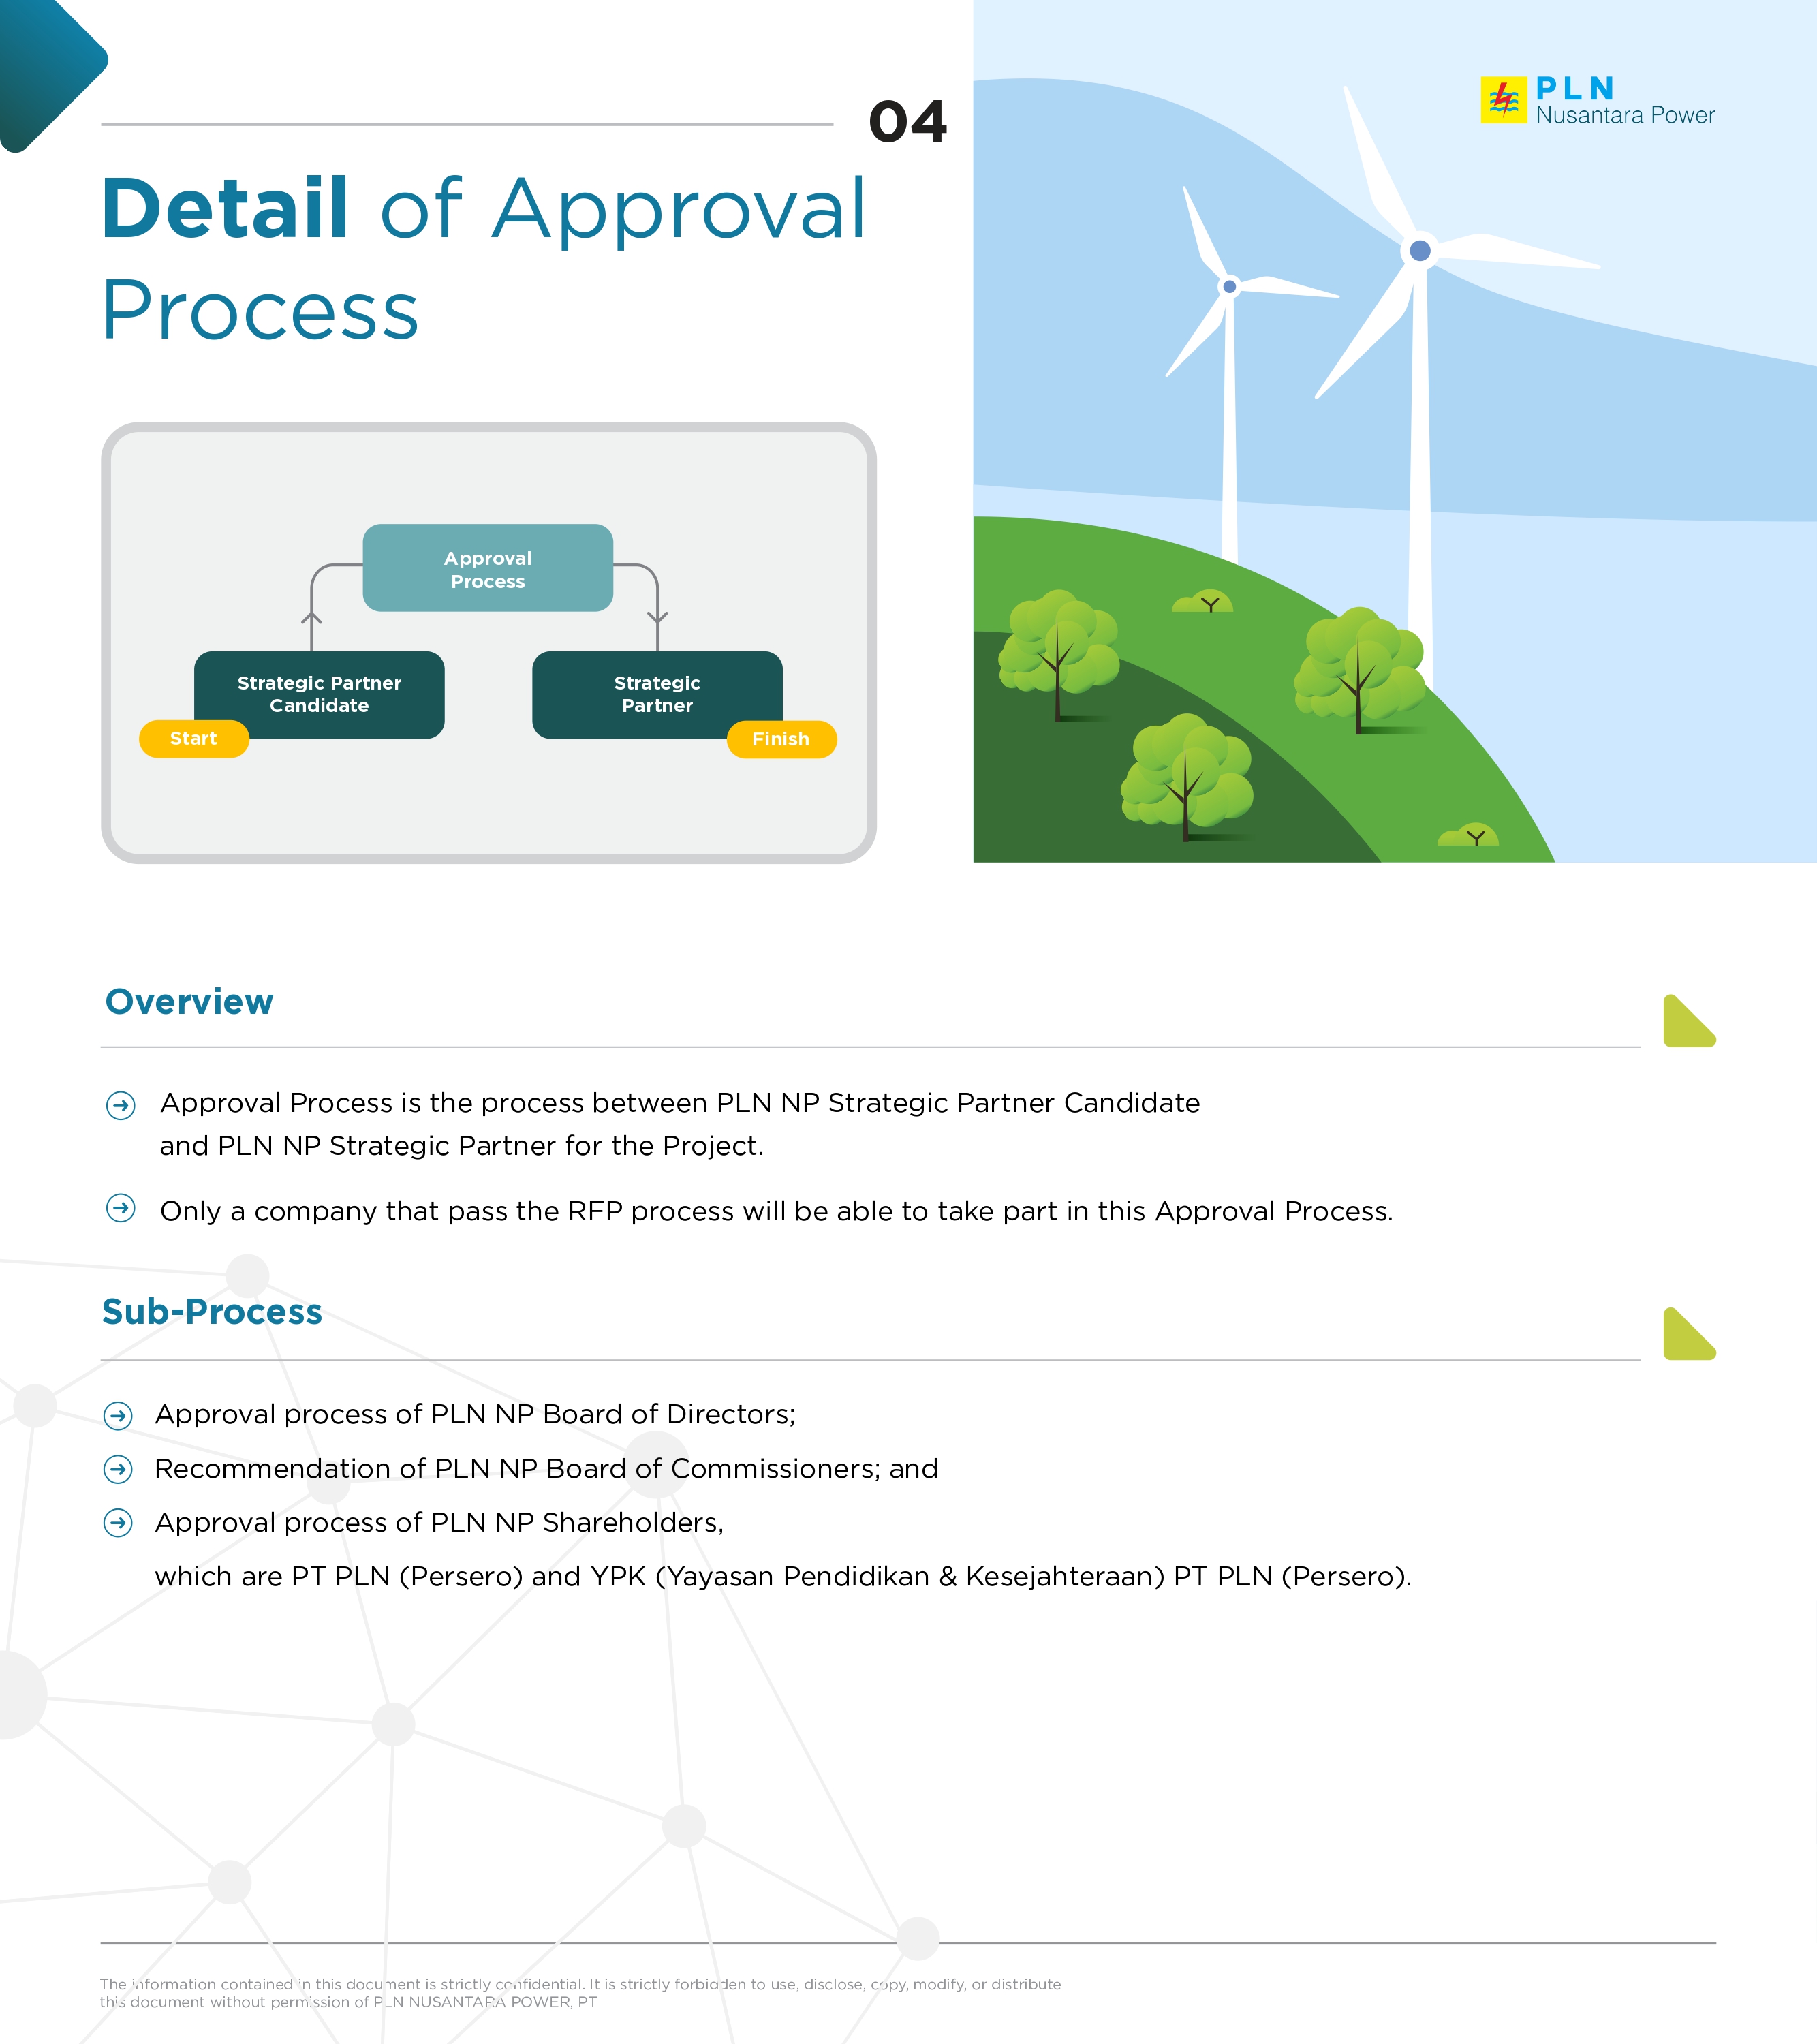 04
PLN
Nusantara Power
Detail of Approval
Process
Approval
Process
Strategic Partner
Candidate
Strategic
Partner
Start
Finish
Overview
Approval Process is the process between PLN NP Strategic Partner Candidate
and PLN NP Strategic Partner for the Project.
Only a company that pass the RFP process will be able to take part in this Approval Process.
Sub-Process
Approval process of PLN NP Board of Directors;
Recommendation of PLN NP Board of Commissioners; and
Approval process of PLN NP Shareholders,
which are PT PLN (Persero) and YPK (Yayasan Pendidikan & Kesejahteraan) PT PLN (Persero).
The information contained in this document is strictly confidential. It is strictly forbidden to use, disclose, copy, modify, or distribute
this document without permission of PLN NUSANTARA POWER, PT